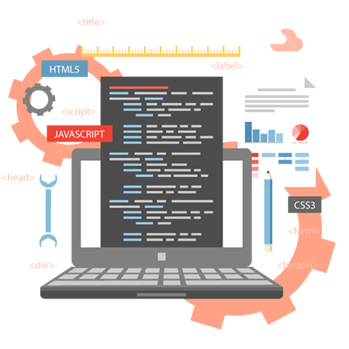 <title>
HTML5
<label>
<script>
JAVASCRIPT
<head>
CSS3
<form>
<div>
<button>